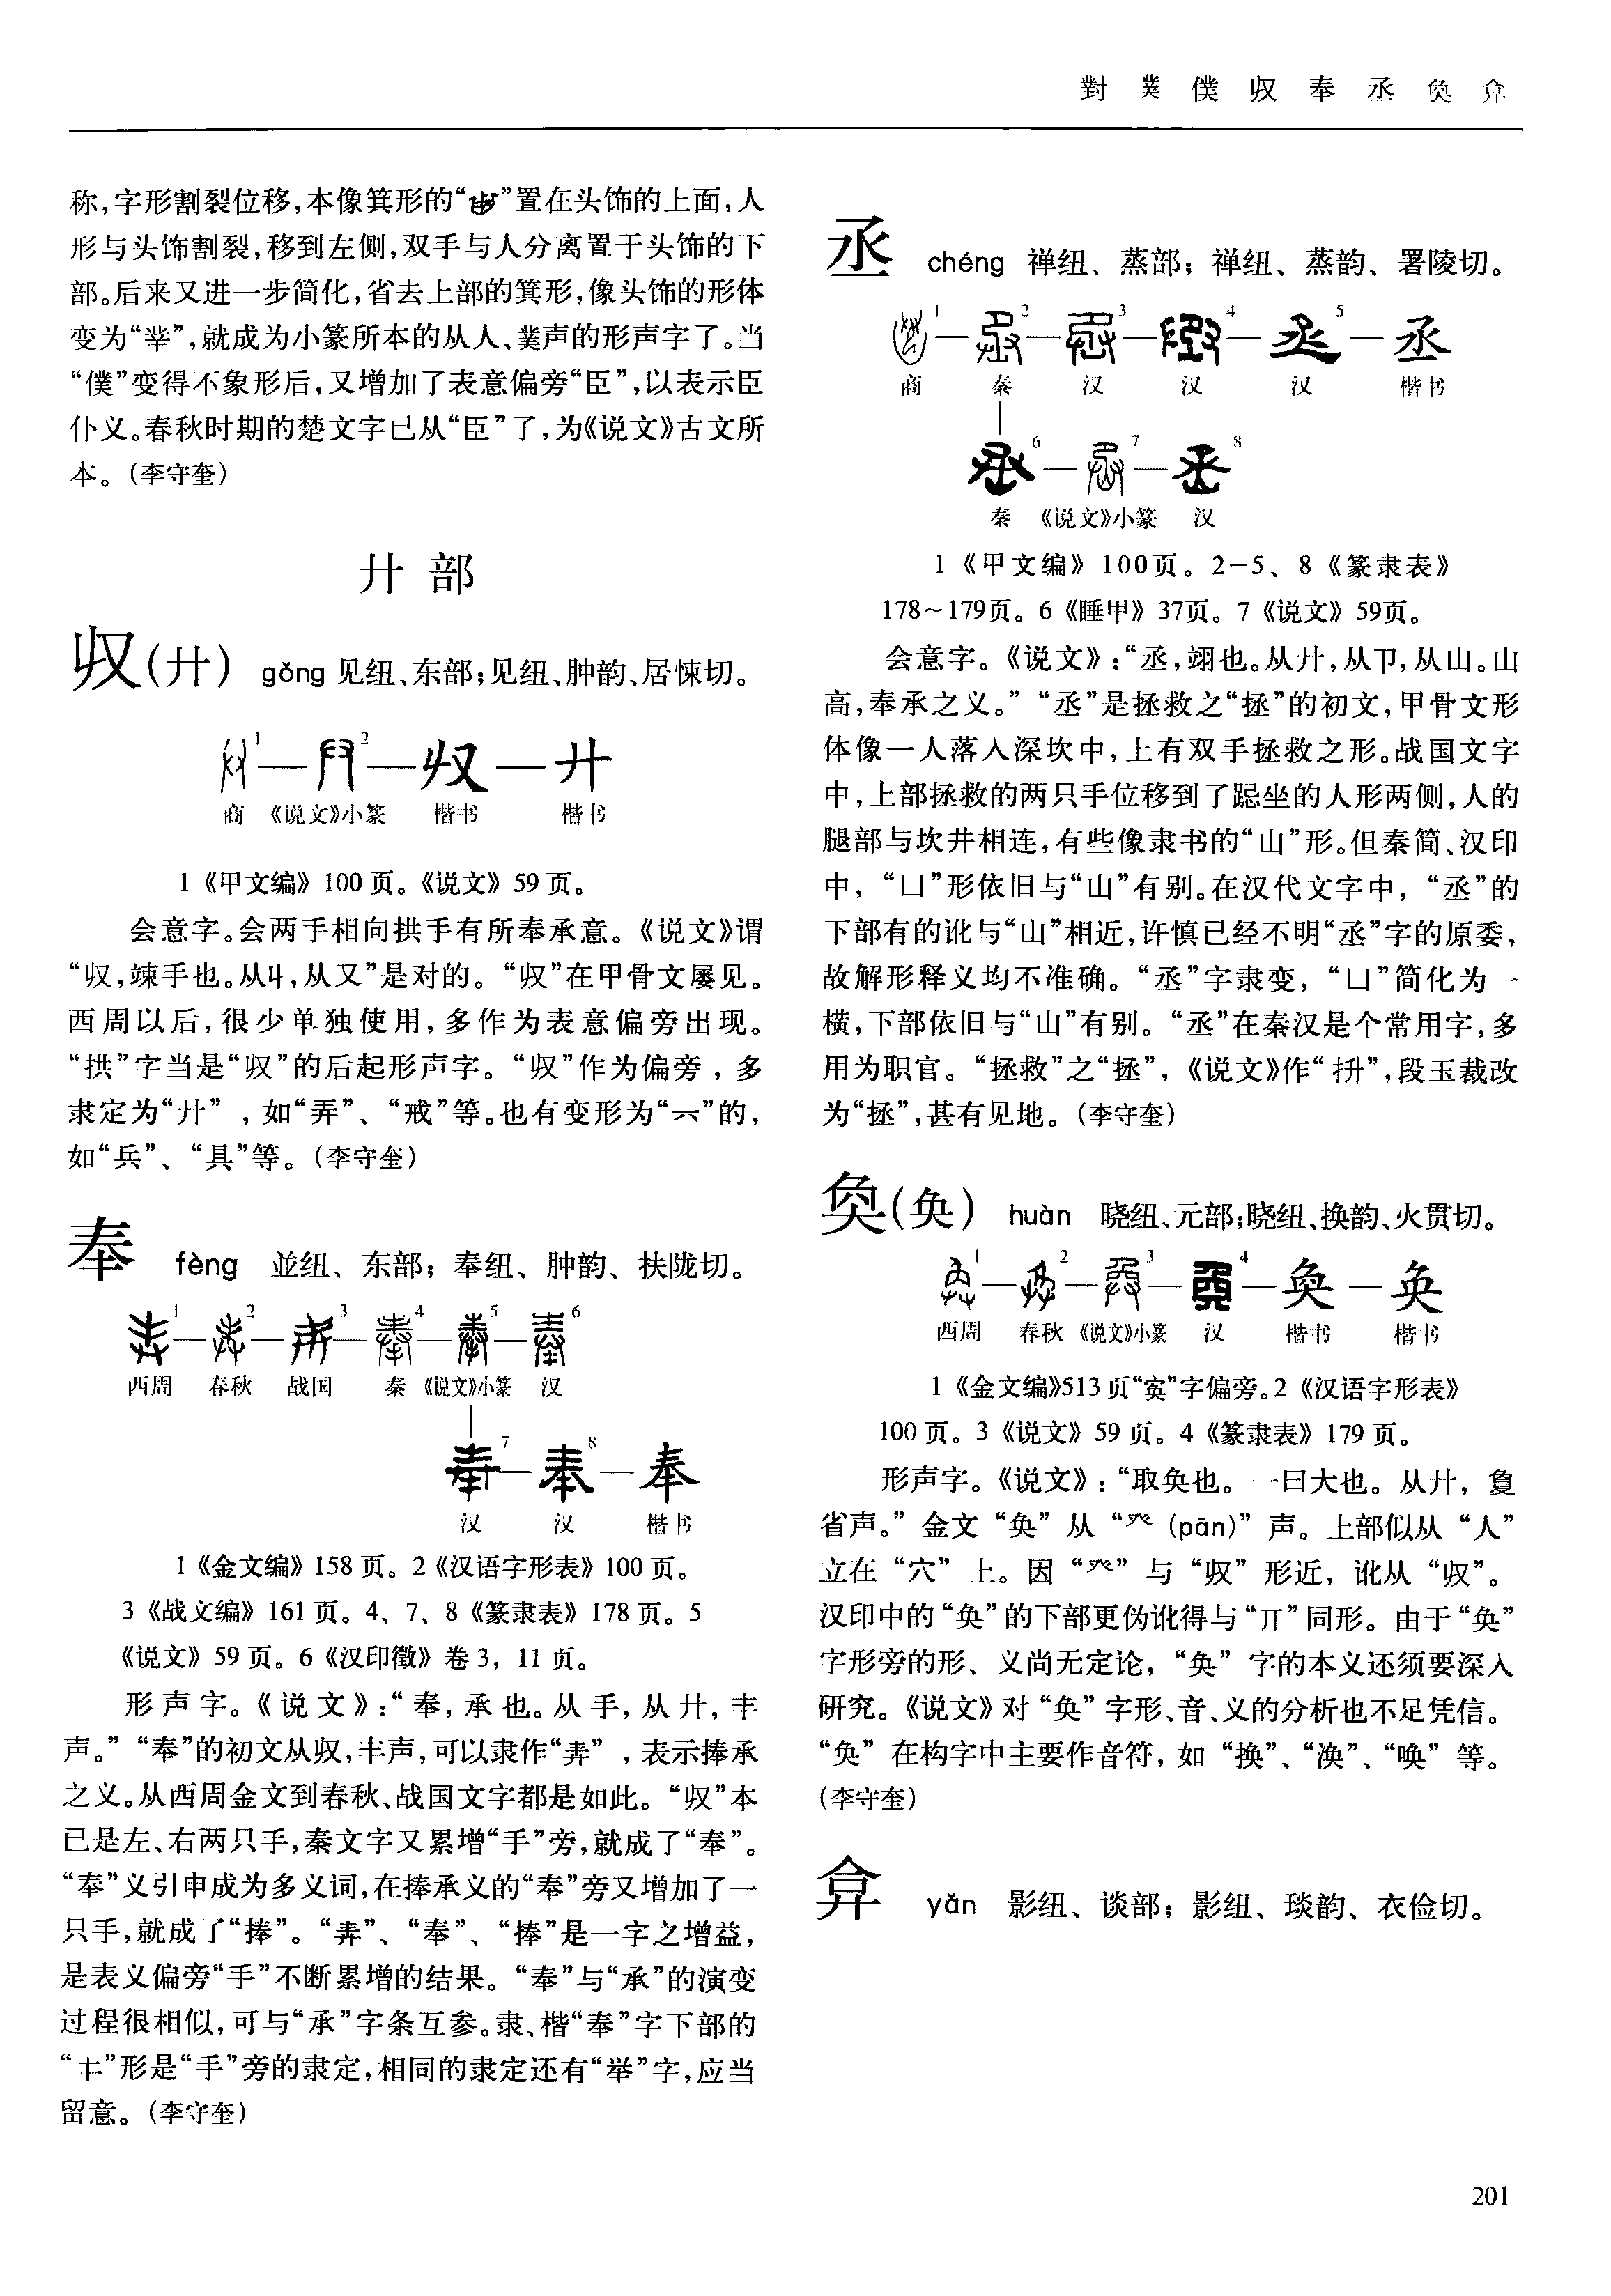 對 菐 僕 収 奉 丞 奐 弇
称,字形割裂位移,本像箕形的“甾”置在头饰的上面,人
形与头饰割裂,移到左侧,双手与人分离置于头饰的下
部。后来又进一步简化,省去上部的箕形,像头饰的形体
变为“丵”,就成为小篆所本的从人、菐声的形声字了。当
“僕”变得不象形后,又增加了表意偏旁“臣”,以表示臣
仆义。春秋时期的楚文字已从“臣”了,为《说文》古文所
本。(李守奎)
廾 部
収(廾) gǒng 见纽、东部;见纽、肿韵、居悚切。
1 — 2 — 収 — 廾
商 《说文》小篆 楷书 楷书
1《甲文编》100 页。《说文》59 页。
会意字。会两手相向拱手有所奉承意。《说文》谓
“収,竦手也。从𠂇,从又”是对的。“収”在甲骨文屡见。
西周以后,很少单独使用,多作为表意偏旁出现。
“拱”字当是“収”的后起形声字。“収”作为偏旁,多
隶定为“廾”,如“弄”、“戒”等。也有变形为“六”的,
如“兵”、“具”等。(李守奎)
奉 fèng 並纽、东部;奉纽、肿韵、扶陇切。
1 — 2 — 3 — 4 — 5 — 6
西周 春秋 战国 秦 《说文》小篆 汉
7 — 8 — 奉
汉 汉 楷书
1《金文编》158 页。2《汉语字形表》100 页。
3《战文编》161 页。4、7、8《篆隶表》178 页。5
《说文》59 页。6《汉印徵》卷 3, 11 页。
形声字。《说文》:“奉,承也。从手,从廾,丰
声。”“奉”的初文从収,丰声,可以隶作“𢍌”,表示捧承
之义。从西周金文到春秋、战国文字都是如此。“収”本
已是左、右两只手,秦文字又累增“手”旁,就成了“奉”。
“奉”义引申成为多义词,在捧承义的“奉”旁又增加了一
只手,就成了“捧”。“𢍌”、“奉”、“捧”是一字之增益,
是表义偏旁“手”不断累增的结果。“奉”与“承”的演变
过程很相似,可与“承”字条互参。隶、楷“奉”字下部的
“𰀁”形是“手”旁的隶定,相同的隶定还有“举”字,应当
留意。(李守奎)
丞 chéng 禅纽、蒸部;禅纽、蒸韵、署陵切。
1 — 2 — 3 — 4 — 5 — 丞
商 秦 汉 汉 汉 楷书
6 — 7 — 8
秦 《说文》小篆 汉
1《甲文编》100页。2-5、8《篆隶表》
178~179页。6《睡甲》37页。7《说文》59页。
会意字。《说文》:“丞,翊也。从廾,从卩,从山。山
高,奉承之义。”“丞”是拯救之“拯”的初文,甲骨文形
体像一人落入深坎中,上有双手拯救之形。战国文字
中,上部拯救的两只手位移到了跽坐的人形两侧,人的
腿部与坎井相连,有些像隶书的“山”形。但秦简、汉印
中,“凵”形依旧与“山”有别。在汉代文字中,“丞”的
下部有的讹与“山”相近,许慎已经不明“丞”字的原委,
故解形释义均不准确。“丞”字隶变,“凵”简化为一
横,下部依旧与“山”有别。“丞”在秦汉是个常用字,多
用为职官。“拯救”之“拯”,《说文》作“抍”,段玉裁改
为“拯”,甚有见地。(李守奎)
奐(奂) huàn 晓纽、元部;晓纽、换韵、火贯切。
1 — 2 — 3 — 4 — 奐 — 奂
西周 春秋 《说文》小篆 汉 楷书 楷书
1《金文编》513页“寏”字偏旁。2《汉语字形表》
100 页。3《说文》59 页。4《篆隶表》179 页。
形声字。《说文》:“取奂也。一曰大也。从廾,敻
省声。”金文“奂”从“癶(pān)”声。上部似从“人”
立在“穴”上。因“癶”与“収”形近,讹从“収”。
汉印中的“奂”的下部更伪讹得与“丌”同形。由于“奂”
字形旁的形、义尚无定论,“奂”字的本义还须要深入
研究。《说文》对“奂”字形、音、义的分析也不足凭信。
“奂”在构字中主要作音符,如“换”、“涣”、“唤”等。
(李守奎)
弇 yǎn 影纽、谈部;影纽、琰韵、衣俭切。
201